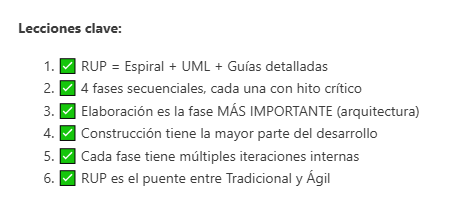 Lecciones clave:
1. ✅ RUP = Espiral + UML + Guías detalladas
2. ✅ 4 fases secuenciales, cada una con hito crítico
3. ✅ Elaboración es la fase MÁS IMPORTANTE (arquitectura)
4. ✅ Construcción tiene la mayor parte del desarrollo
5. ✅ Cada fase tiene múltiples iteraciones internas
6. ✅ RUP es el puente entre Tradicional y Ágil